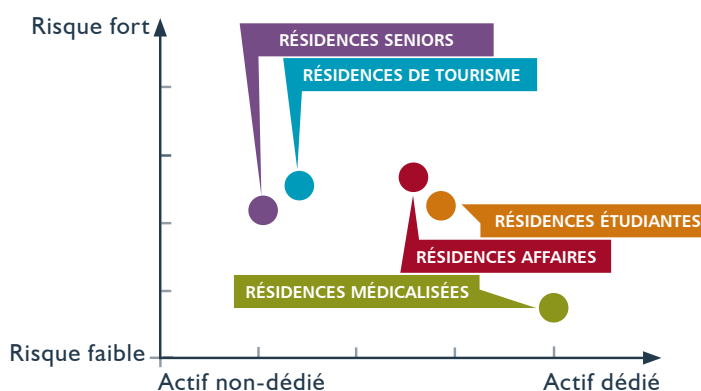 Risque fort
RÉSIDENCES SENIORS
RÉSIDENCES DE TOURISME
RÉSIDENCES ÉTUDIANTES
RÉSIDENCES AFFAIRES
RÉSIDENCES MÉDICALISÉES
Risque faible
Actif non-dédié
Actif dédié